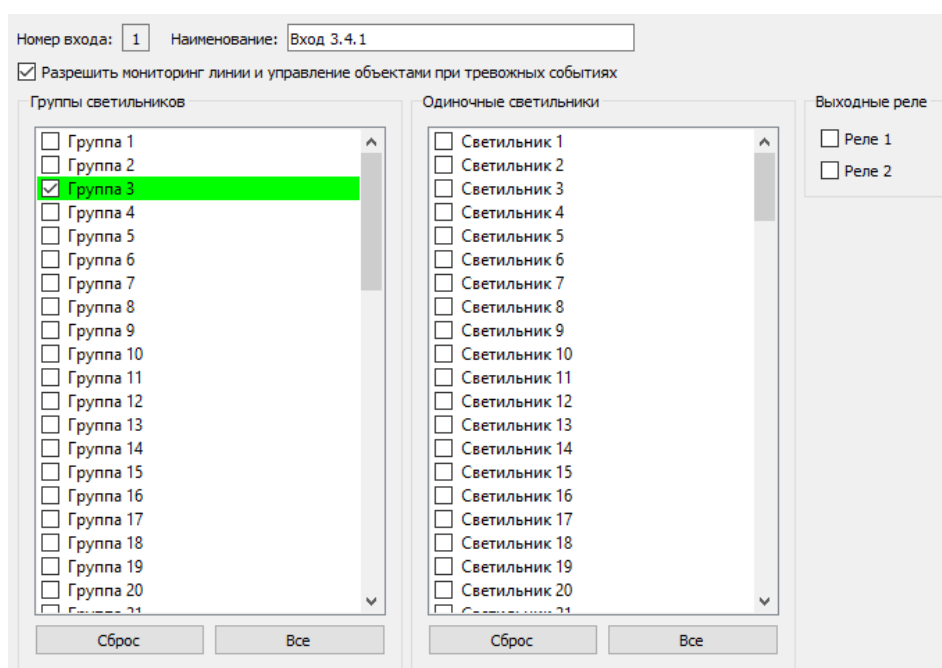 Номер входа: 1 Наименование: Вход 3.4.1
Разрешить мониторинг линии и управление объектами при тревожных событиях
Группы светильников
Группа 1
Группа 2
Группа 3
Группа 4
Группа 5
Группа 6
Группа 7
Группа 8
Группа 9
Группа 10
Группа 11
Группа 12
Группа 13
Группа 14
Группа 15
Группа 16
Группа 17
Группа 18
Группа 19
Группа 20
Сброс Все
Одиночные светильники
Светильник 1
Светильник 2
Светильник 3
Светильник 4
Светильник 5
Светильник 6
Светильник 7
Светильник 8
Светильник 9
Светильник 10
Светильник 11
Светильник 12
Светильник 13
Светильник 14
Светильник 15
Светильник 16
Светильник 17
Светильник 18
Светильник 19
Светильник 20
Сброс Все
Выходные реле
Реле 1
Реле 2